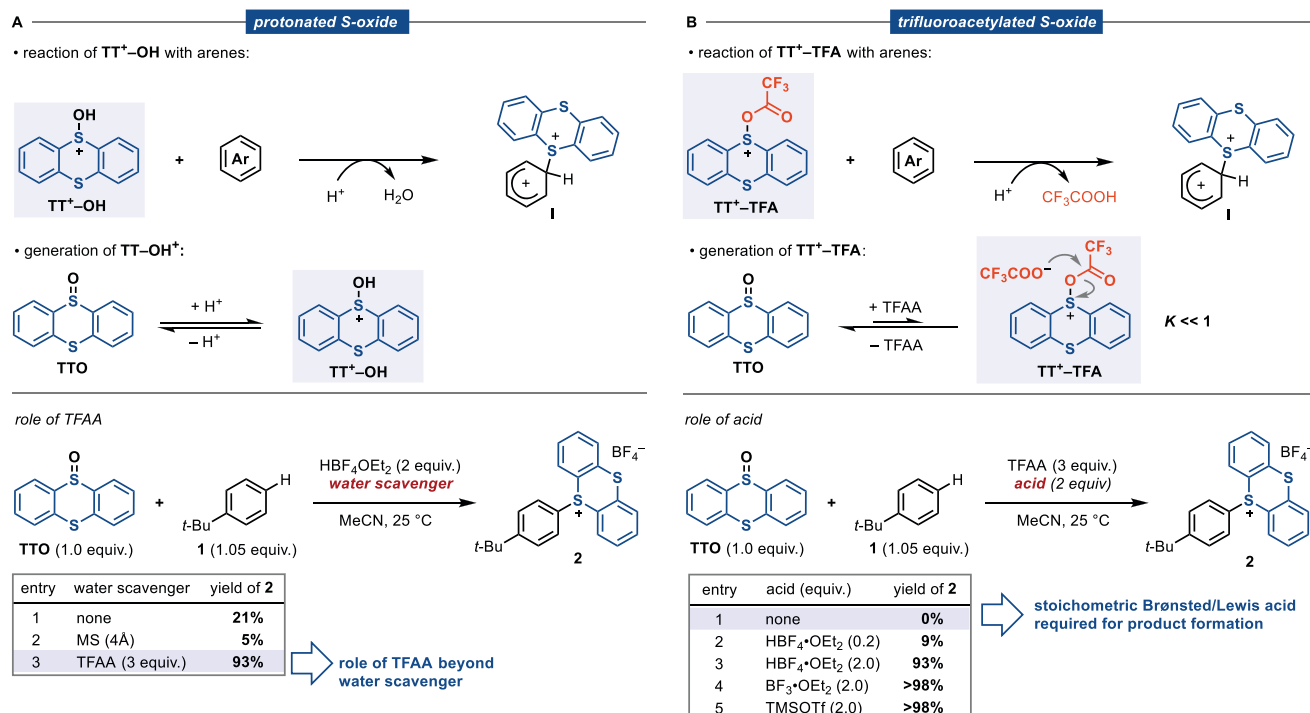 A
protonated S-oxide
• reaction of TT⁺–OH with arenes:
OH
S
+
S
TT⁺–OH
+
Ar
H⁺
H₂O
S
+
S
H
+
I
• generation of TT–OH⁺:
O
S
S
TTO
+ H⁺
– H⁺
OH
S
+
S
TT⁺–OH
role of TFAA
O
S
S
TTO (1.0 equiv.)
+
H
t-Bu
1 (1.05 equiv.)
HBF₄OEt₂ (2 equiv.)
water scavenger
MeCN, 25 °C
BF₄⁻
S
S
+
t-Bu
2
entry water scavenger yield of 2
1 none 21%
2 MS (4Å) 5%
3 TFAA (3 equiv.) 93%
role of TFAA beyond
water scavenger
B
trifluoroacetylated S-oxide
• reaction of TT⁺–TFA with arenes:
CF₃
O
O
S
+
S
TT⁺–TFA
+
Ar
H⁺
CF₃COOH
S
+
S
H
+
I
• generation of TT⁺–TFA:
O
S
S
TTO
+ TFAA
– TFAA
CF₃
CF₃COO⁻
O
O
S
+
S
TT⁺–TFA
K << 1
role of acid
O
S
S
TTO (1.0 equiv.)
+
H
t-Bu
1 (1.05 equiv.)
TFAA (3 equiv.)
acid (2 equiv)
MeCN, 25 °C
BF₄⁻
S
S
+
t-Bu
2
entry acid (equiv.) yield of 2
1 none 0%
2 HBF₄•OEt₂ (0.2) 9%
3 HBF₄•OEt₂ (2.0) 93%
4 BF₃•OEt₂ (2.0) >98%
5 TMSOTf (2.0) >98%
stoichometric Brønsted/Lewis acid
required for product formation